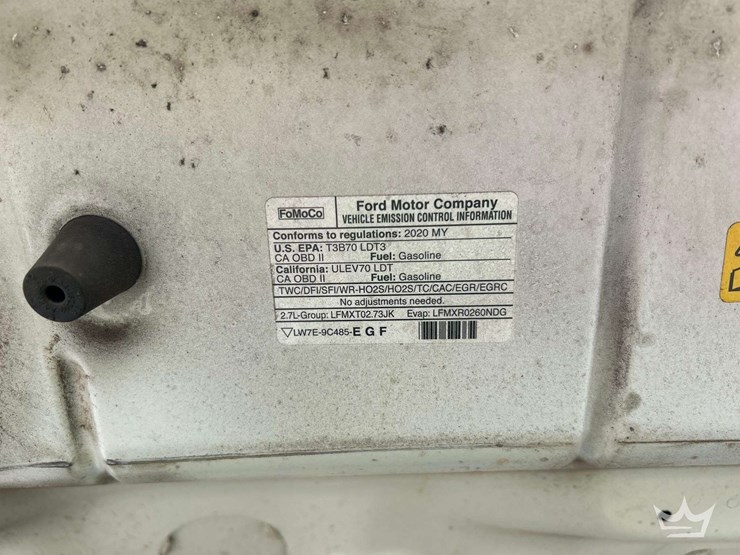 FoMoCo
Ford Motor Company
VEHICLE EMISSION CONTROL INFORMATION
Conforms to regulations: 2020 MY
U.S. EPA: T3B70 LDT3
CA OBD II Fuel: Gasoline
California: ULEV70 LDT
CA OBD II Fuel: Gasoline
TWC/DFI/SFI/WR-HO2S/HO2S/TC/CAC/EGR/EGRC
No adjustments needed.
2.7L-Group: LFMXT02.73JK Evap: LFMXR0260NDG
LW7E-9C485-E G F